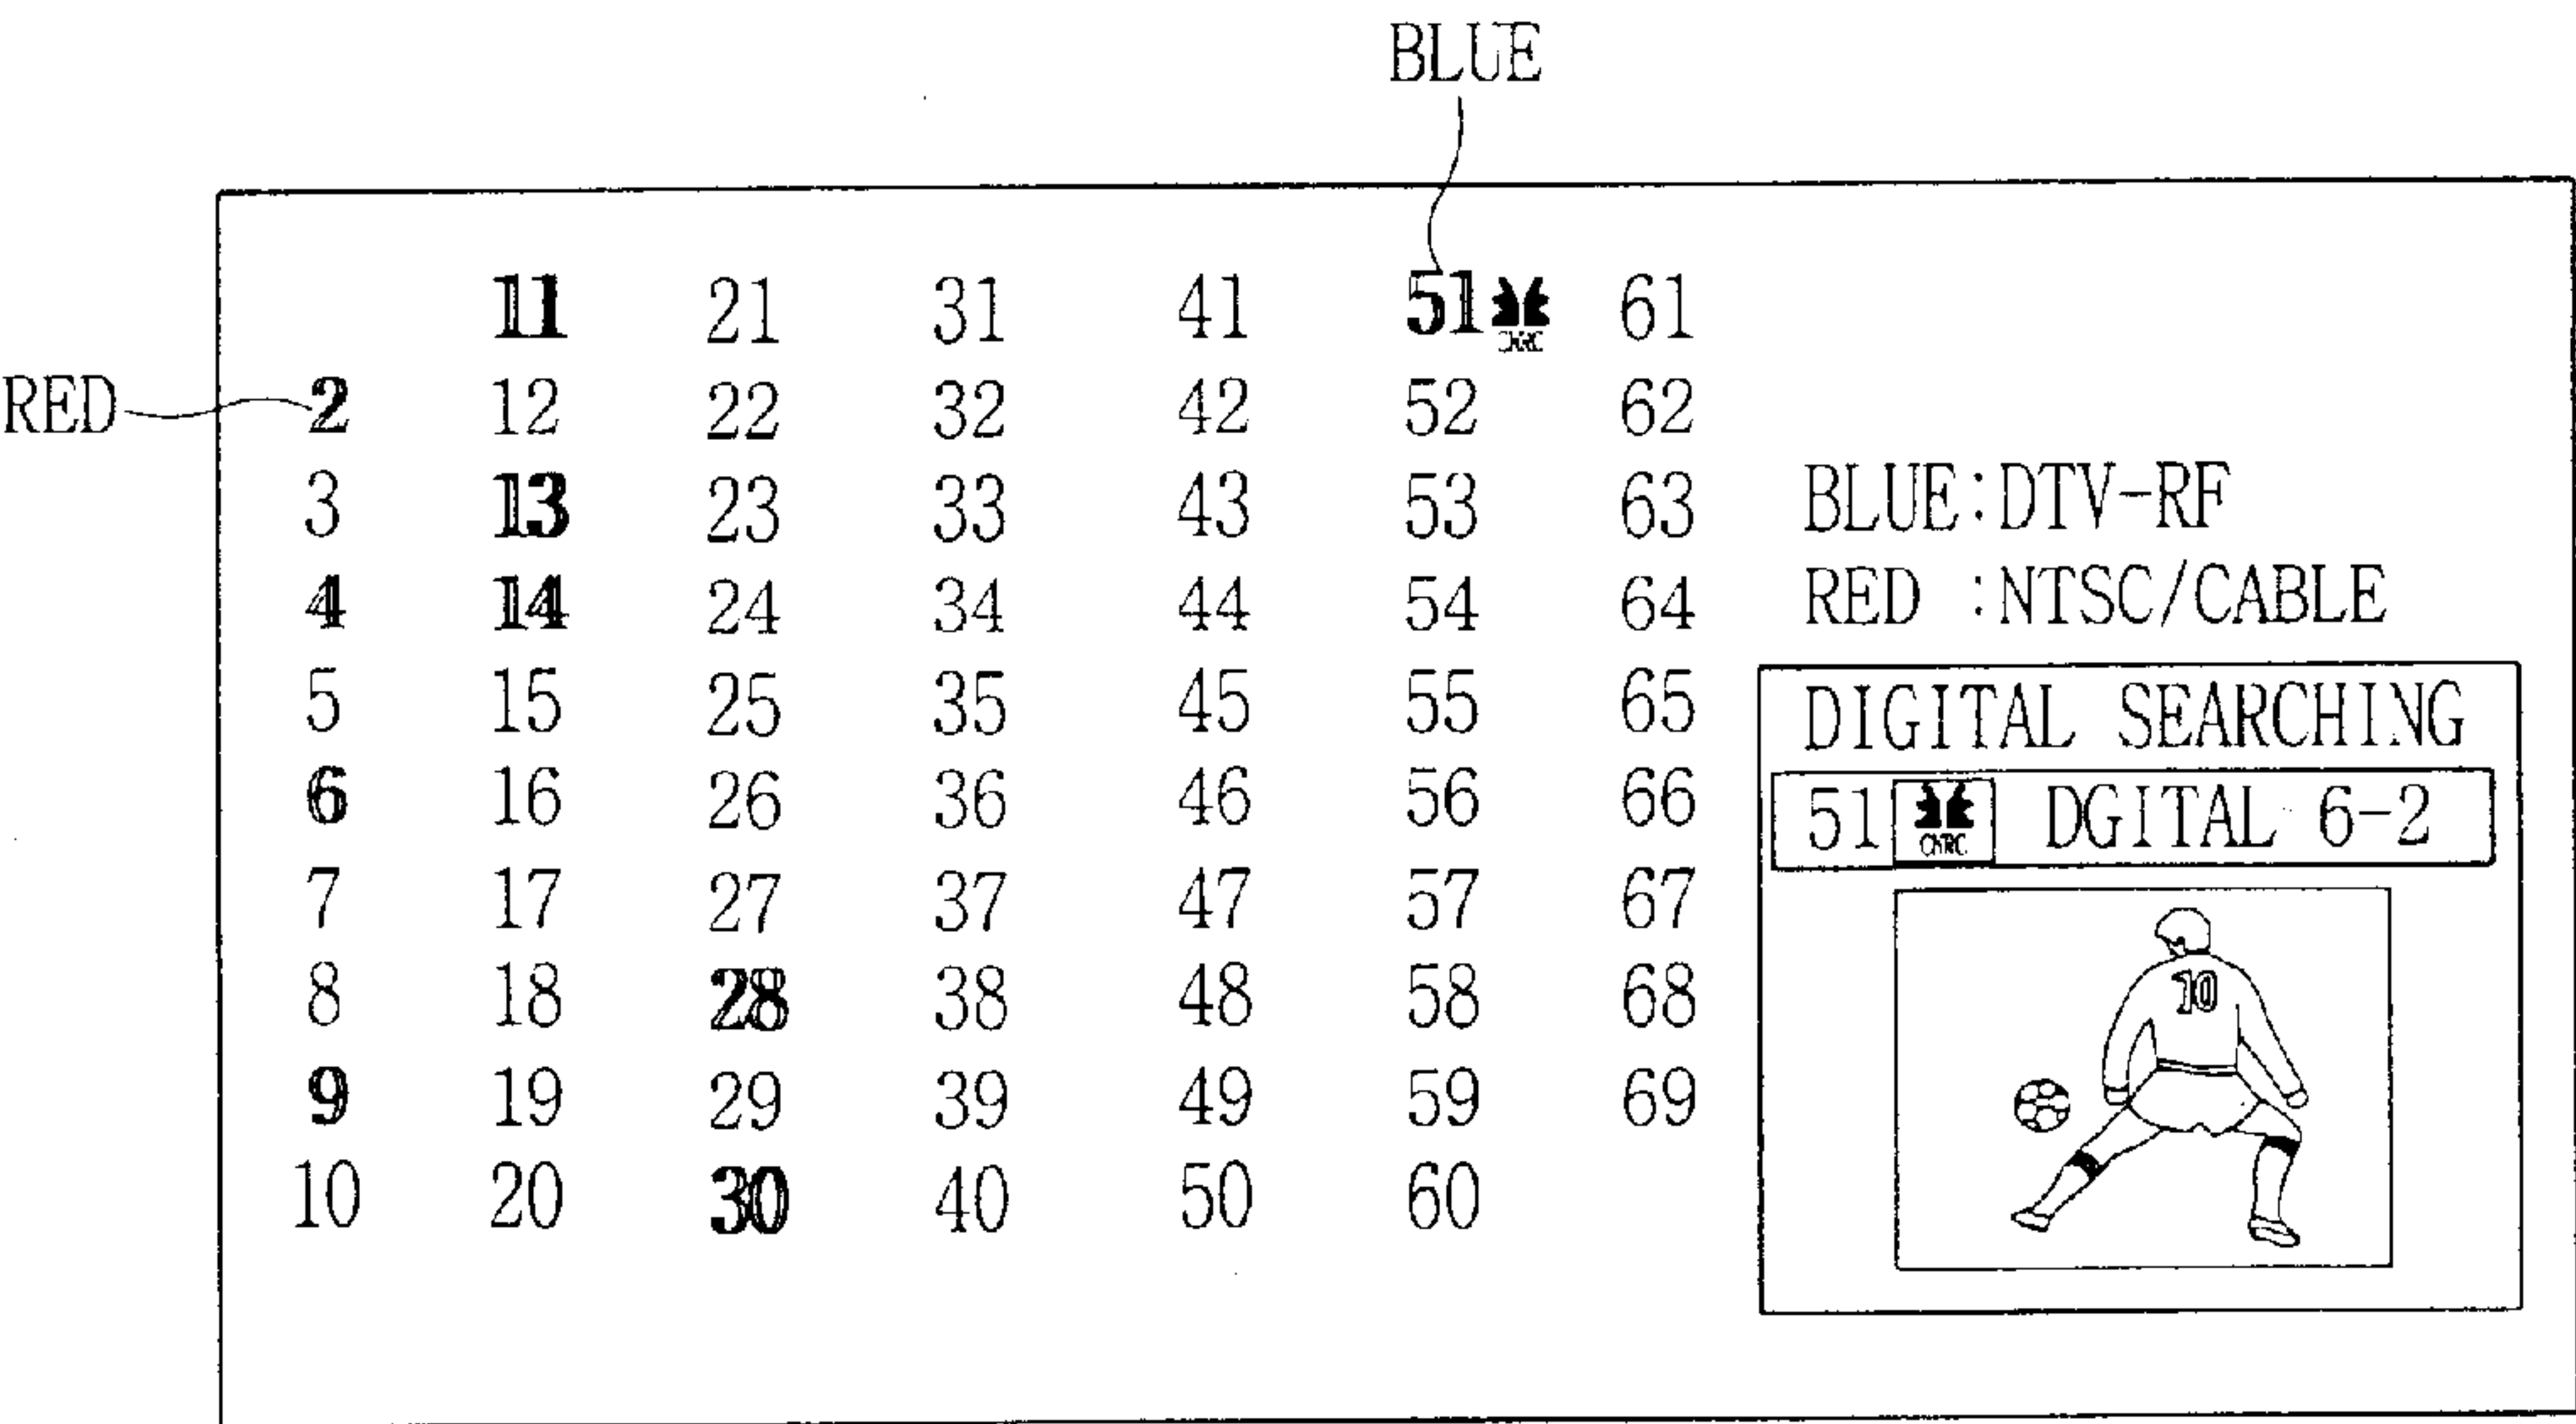 BLUE
11 21 31 41 51 61
RED 2 12 22 32 42 52 62
3 13 23 33 43 53 63
BLUE:DTV-RF
4 14 24 34 44 54 64
RED :NTSC/CABLE
5 15 25 35 45 55 65
DIGITAL SEARCHING
6 16 26 36 46 56 66
51 DGITAL 6-2
7 17 27 37 47 57 67
8 18 28 38 48 58 68
10
9 19 29 39 49 59 69
10 20 30 40 50 60